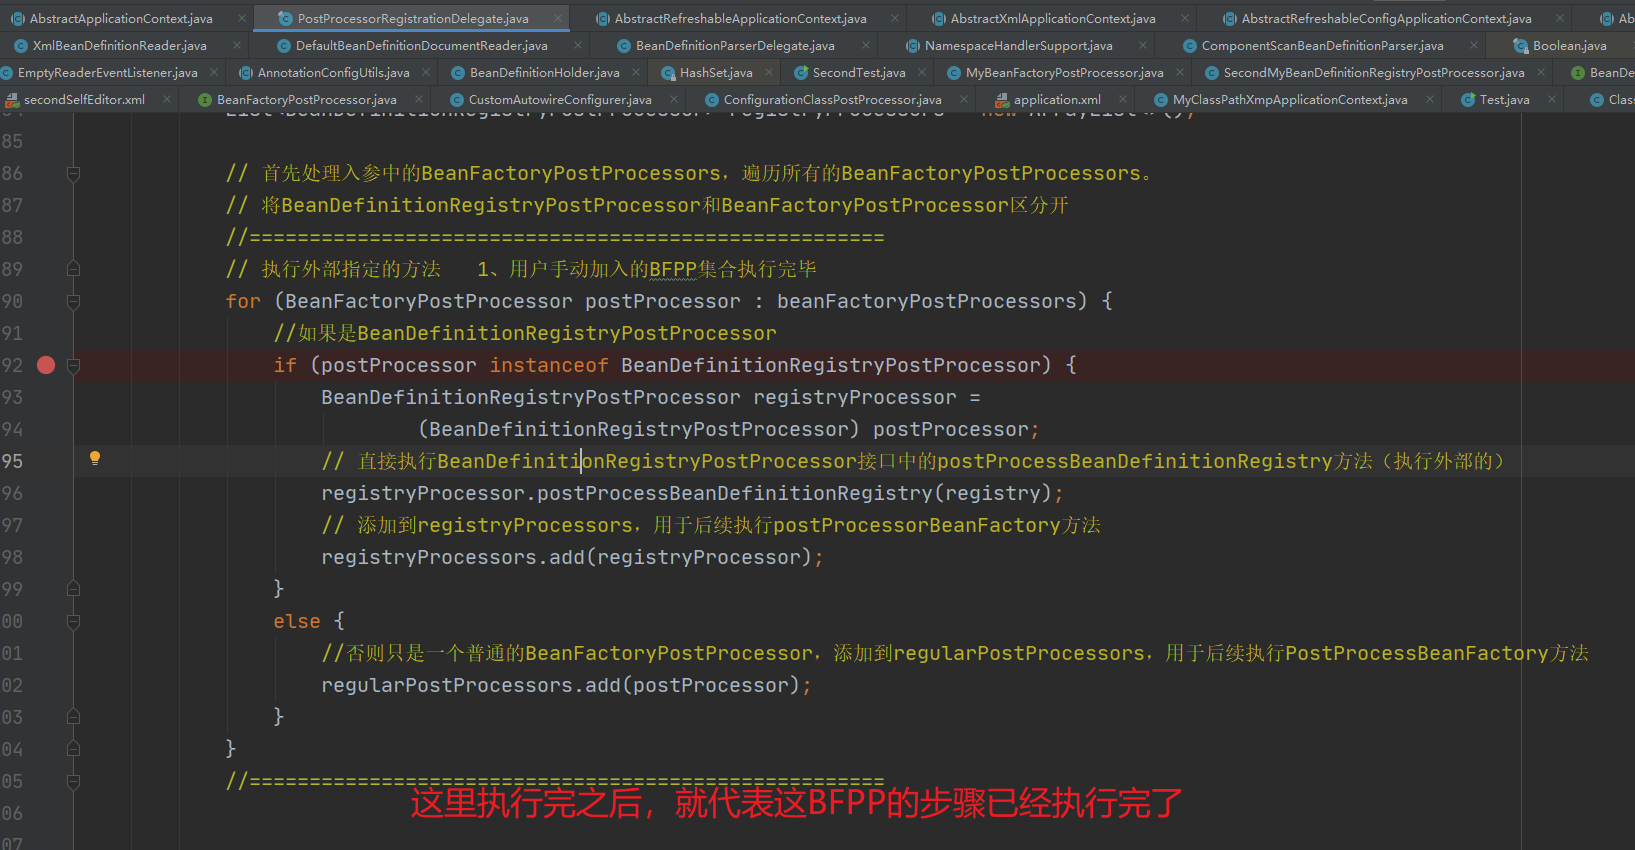 AbstractApplicationContext.java PostProcessorRegistrationDelegate.java AbstractRefreshableApplicationContext.java AbstractXmlApplicationContext.java AbstractRefreshableConfigApplicationContext.java Ab
XmlBeanDefinitionReader.java DefaultBeanDefinitionDocumentReader.java BeanDefinitionParserDelegate.java NamespaceHandlerSupport.java ComponentScanBeanDefinitionParser.java Boolean.java
EmptyReaderEventListener.java AnnotationConfigUtils.java BeanDefinitionHolder.java HashSet.java SecondTest.java MyBeanFactoryPostProcessor.java SecondMyBeanDefinitionRegistryPostProcessor.java BeanDe
secondSelfEditor.xml BeanFactoryPostProcessor.java CustomAutowireConfigurer.java ConfigurationClassPostProcessor.java application.xml MyClassPathXmpApplicationContext.java Test.java Clas
85
86 // 首先处理入参中的BeanFactoryPostProcessors，遍历所有的BeanFactoryPostProcessors。
87 // 将BeanDefinitionRegistryPostProcessor和BeanFactoryPostProcessor区分开
88 //=====================================================
89 // 执行外部指定的方法   1、用户手动加入的BFPP集合执行完毕
90 for (BeanFactoryPostProcessor postProcessor : beanFactoryPostProcessors) {
91 //如果是BeanDefinitionRegistryPostProcessor
92 if (postProcessor instanceof BeanDefinitionRegistryPostProcessor) {
93 BeanDefinitionRegistryPostProcessor registryProcessor =
94 (BeanDefinitionRegistryPostProcessor) postProcessor;
95 // 直接执行BeanDefinitionRegistryPostProcessor接口中的postProcessBeanDefinitionRegistry方法（执行外部的）
96 registryProcessor.postProcessBeanDefinitionRegistry(registry);
97 // 添加到registryProcessors，用于后续执行postProcessorBeanFactory方法
98 registryProcessors.add(registryProcessor);
99 }
00 else {
01 //否则只是一个普通的BeanFactoryPostProcessor，添加到regularPostProcessors，用于后续执行PostProcessBeanFactory方法
02 regularPostProcessors.add(postProcessor);
03 }
04 }
05 //=====================================================
这里执行完之后，就代表这BFPP的步骤已经执行完了
06
07